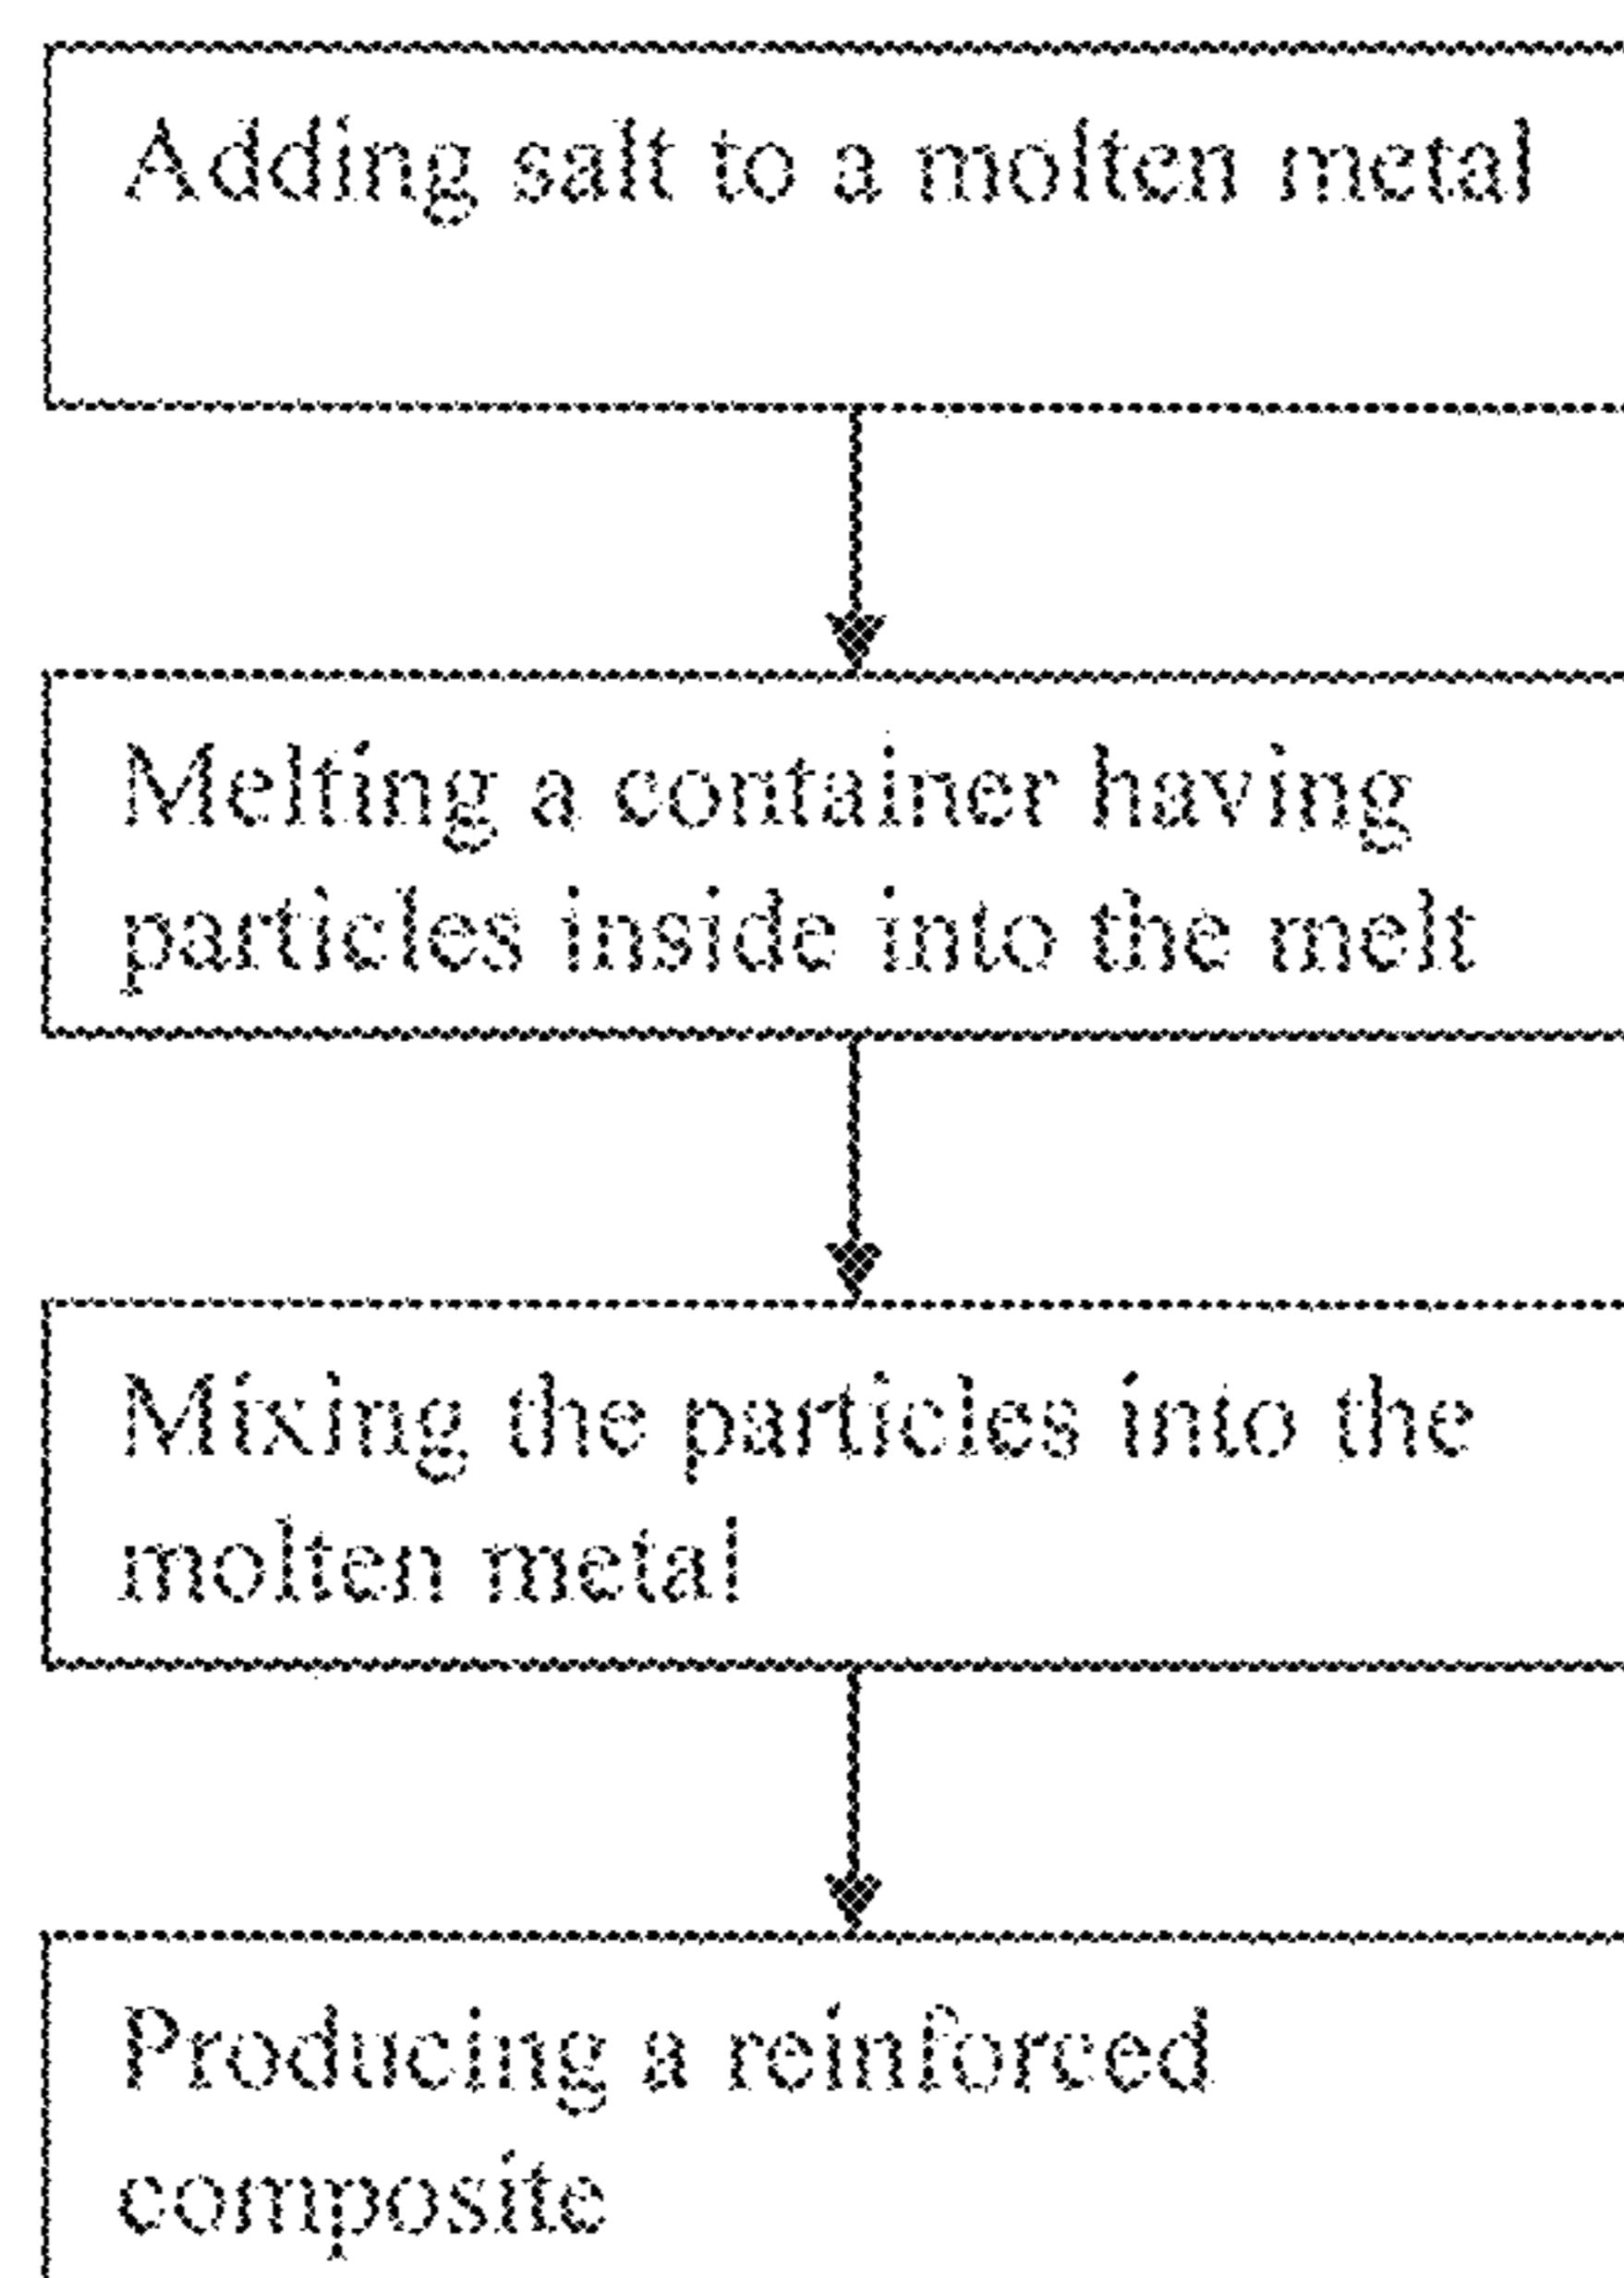 Adding salt to a molten metal
Melting a container having
particles inside into the melt
Mixing the particles into the
molten metal
Producing a reinforced
composite